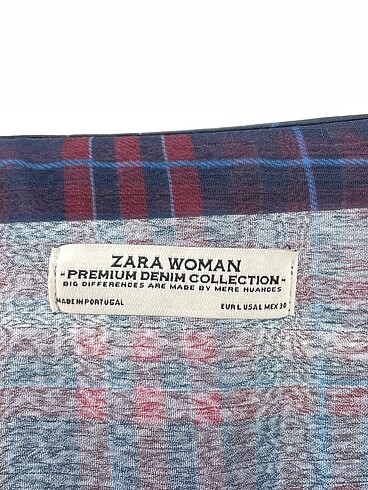 ZARA WOMAN
-PREMIUM DENIM COLLECTION-
BIG DIFFERENCES ARE MADE BY MERE NUANCES
MADE IN PORTUGAL EUR L USA L MEX 30